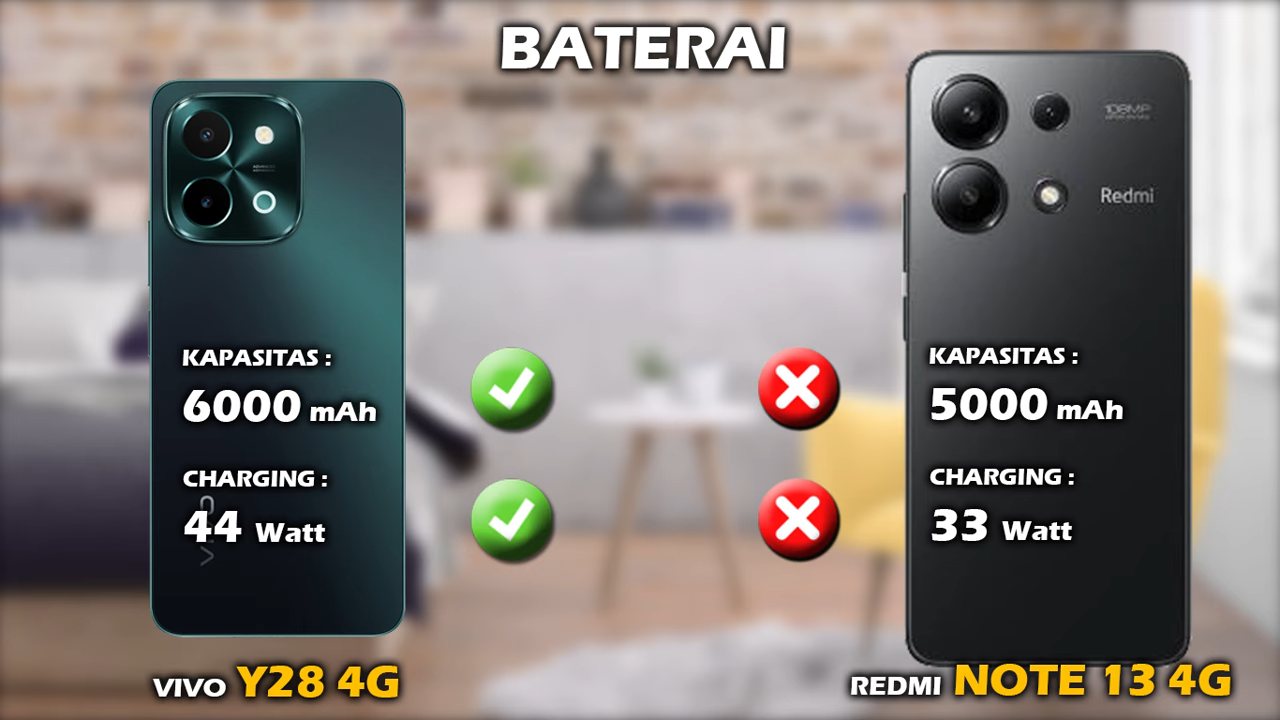 BATERAI
108MP
Redmi
KAPASITAS :
6000 mAh
CHARGING :
44 Watt
KAPASITAS :
5000 mAh
CHARGING :
33 Watt
VIVO Y28 4G
REDMI NOTE 13 4G